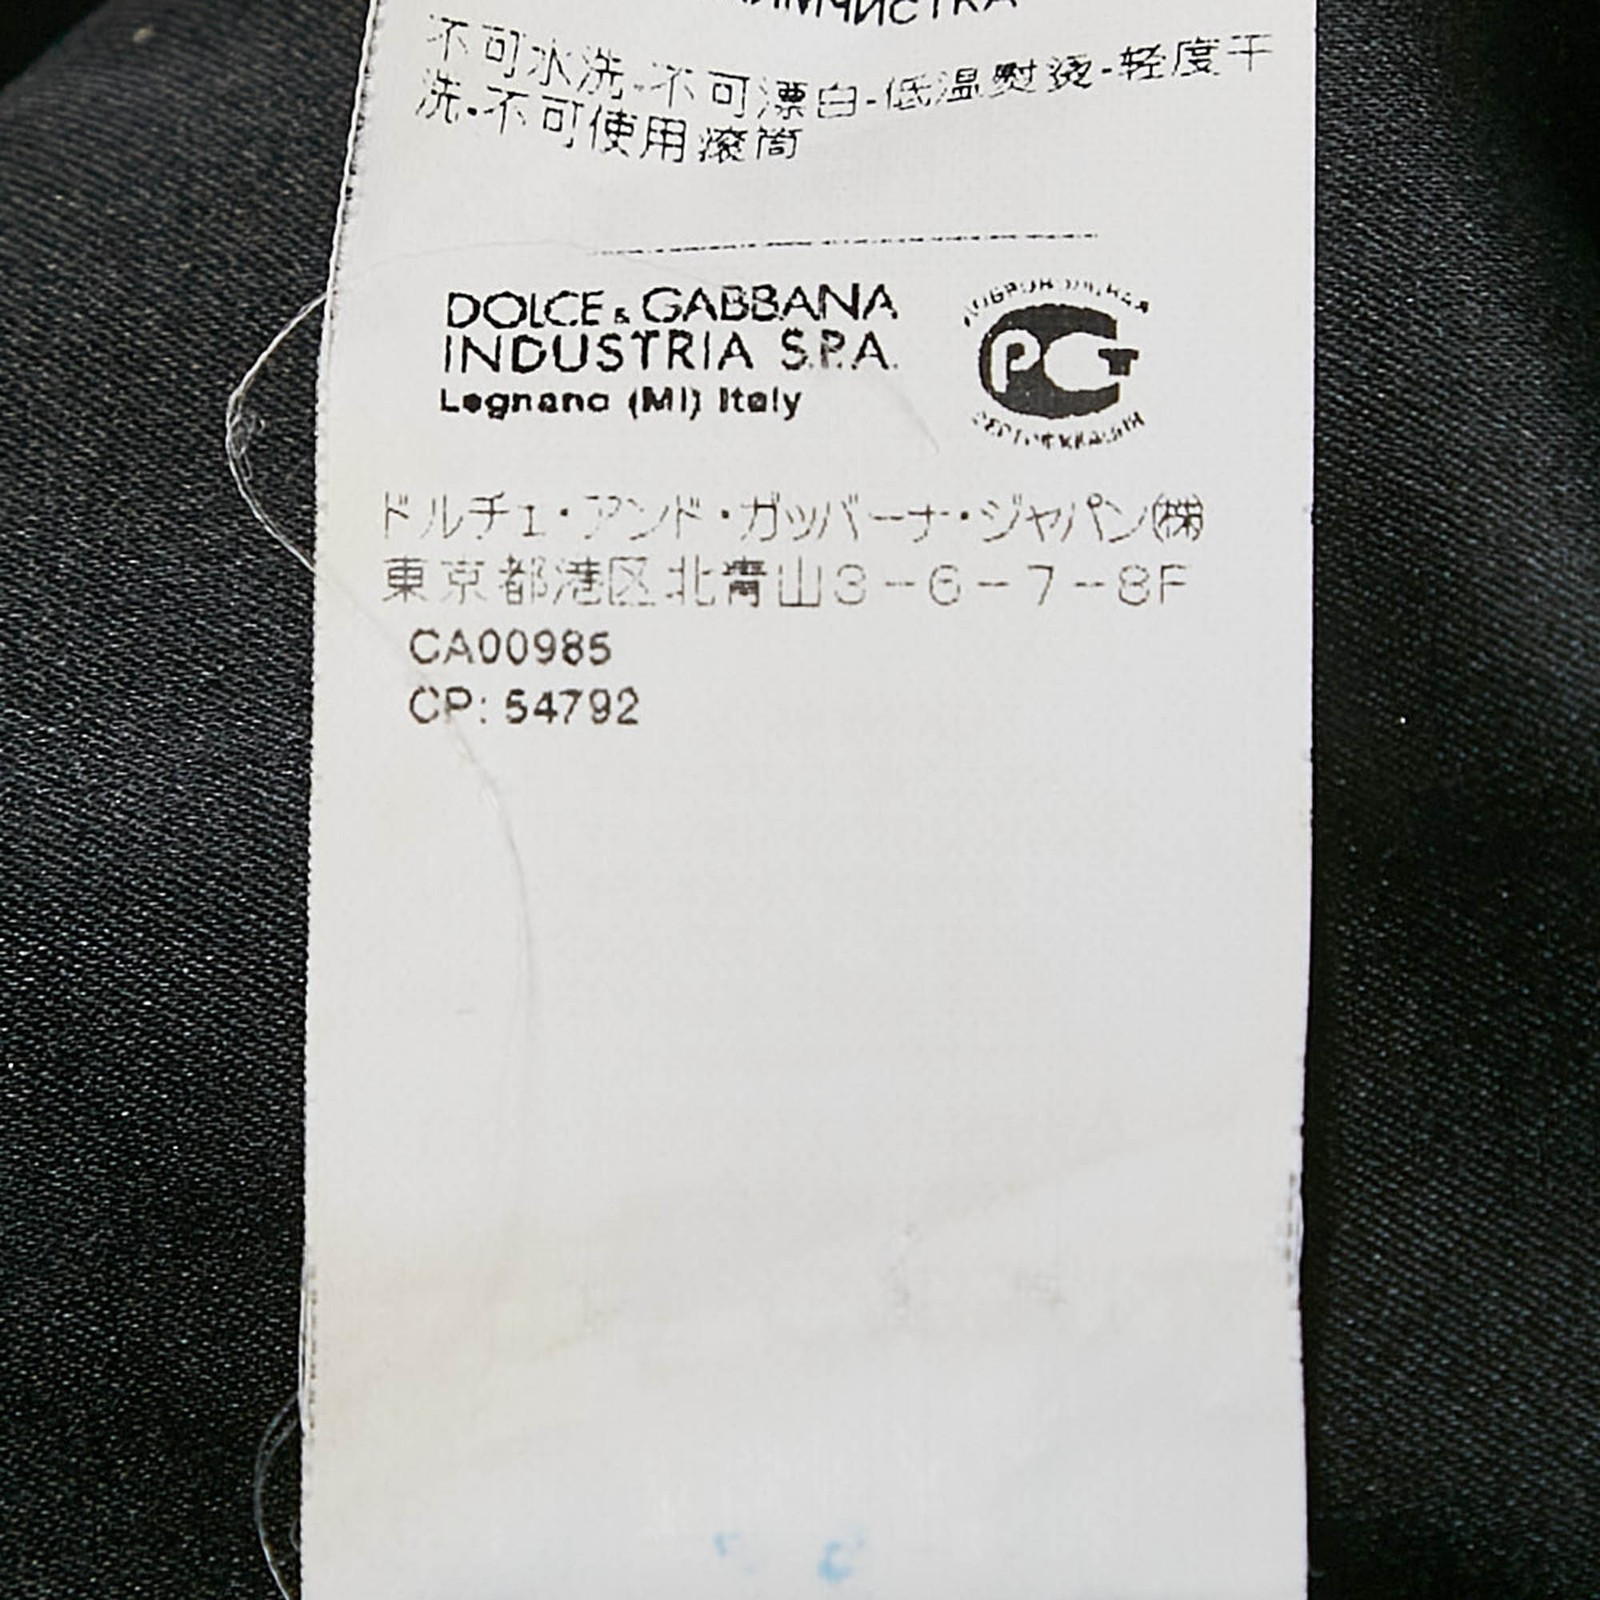 不可水洗-不可漂白-低温熨烫-轻度干
洗-不可使用滚筒
DOLCE & GABBANA
INDUSTRIA S.P.A.
Legnano (MI) Italy
РСТ
ドルチェ・アンド・ガッバーナ・ジャパン㈱
東京都港区北青山3-6-7-8F
CA00985
CP: 54792